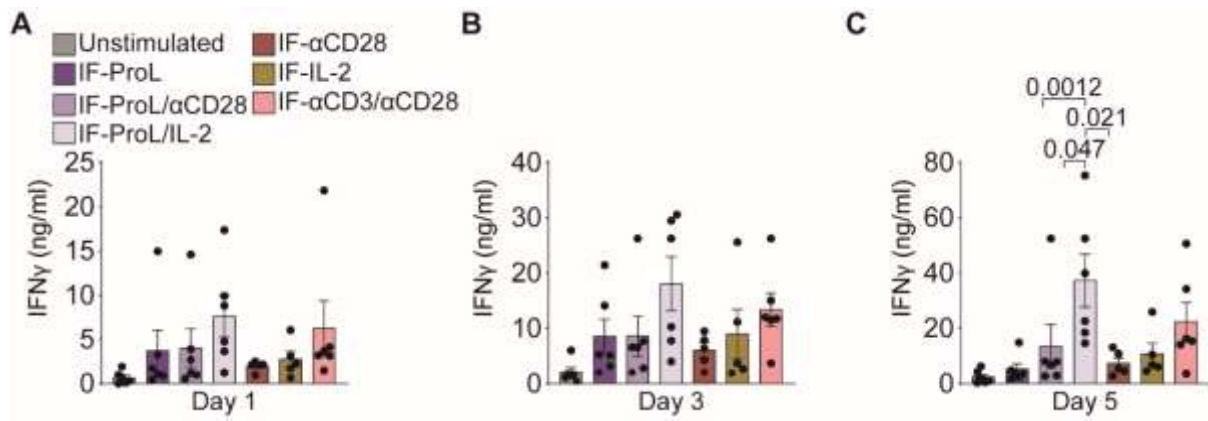 A
Unstimulated
IF-ProL
IF-ProL/αCD28
IF-ProL/IL-2
IF-αCD28
IF-IL-2
IF-αCD3/αCD28
IFNγ (ng/ml)
25
20
15
10
5
0
Day 1
B
IFNγ (ng/ml)
40
30
20
10
0
Day 3
C
0.0012
0.021
0.047
IFNγ (ng/ml)
80
60
40
20
0
Day 5